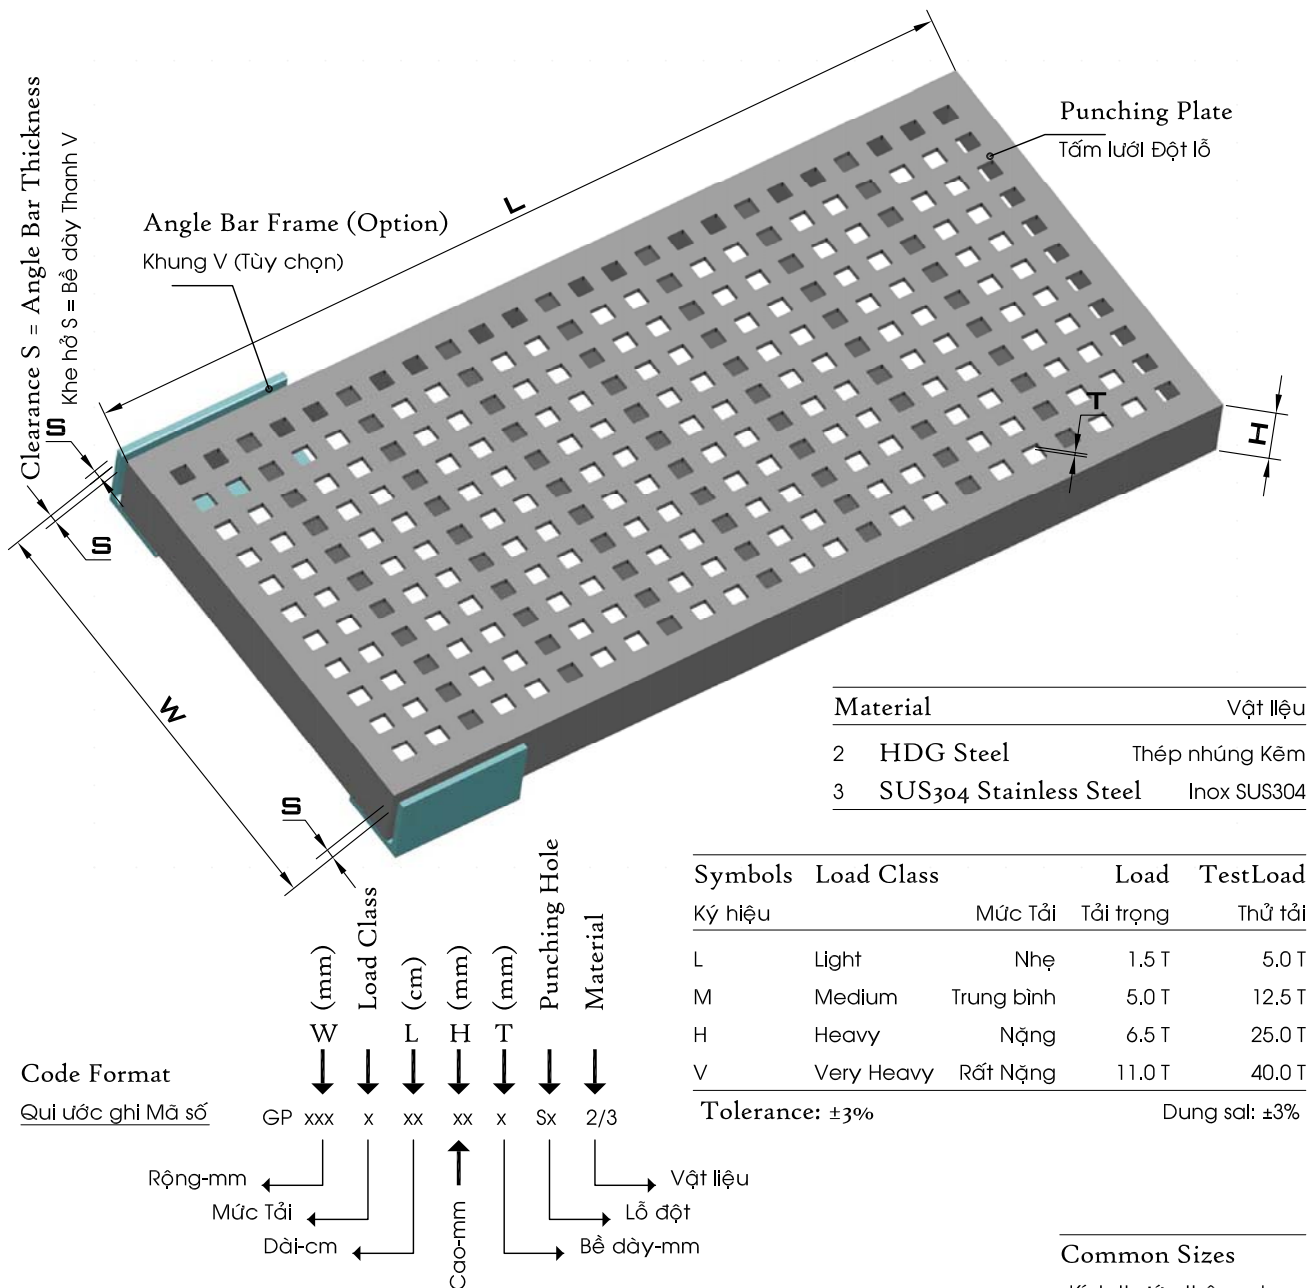 Clearance S = Angle Bar Thickness
Khe hở S = Bề dày Thanh V
Angle Bar Frame (Option)
Khung V (Tùy chọn)
L
Punching Plate
Tấm lưới Đột lỗ
S
S
T
H
W
S
Material Vật liệu
2 HDG Steel Thép nhúng Kẽm
3 SUS304 Stainless Steel Inox SUS304
Symbols Load Class Load TestLoad
Ký hiệu Mức Tải Tải trọng Thử tải
L Light Nhẹ 1.5 T 5.0 T
M Medium Trung bình 5.0 T 12.5 T
H Heavy Nặng 6.5 T 25.0 T
V Very Heavy Rất Nặng 11.0 T 40.0 T
Tolerance: ±3% Dung sai: ±3%
W (mm)
Load Class
L (cm)
H (mm)
T (mm)
Punching Hole
Material
Code Format
Qui ước ghi Mã số
GP xxx x xx xx x Sx 2/3
Rộng-mm
Mức Tải
Dài-cm
Cao-mm
Vật liệu
Lỗ đột
Bề dày-mm
Common Sizes